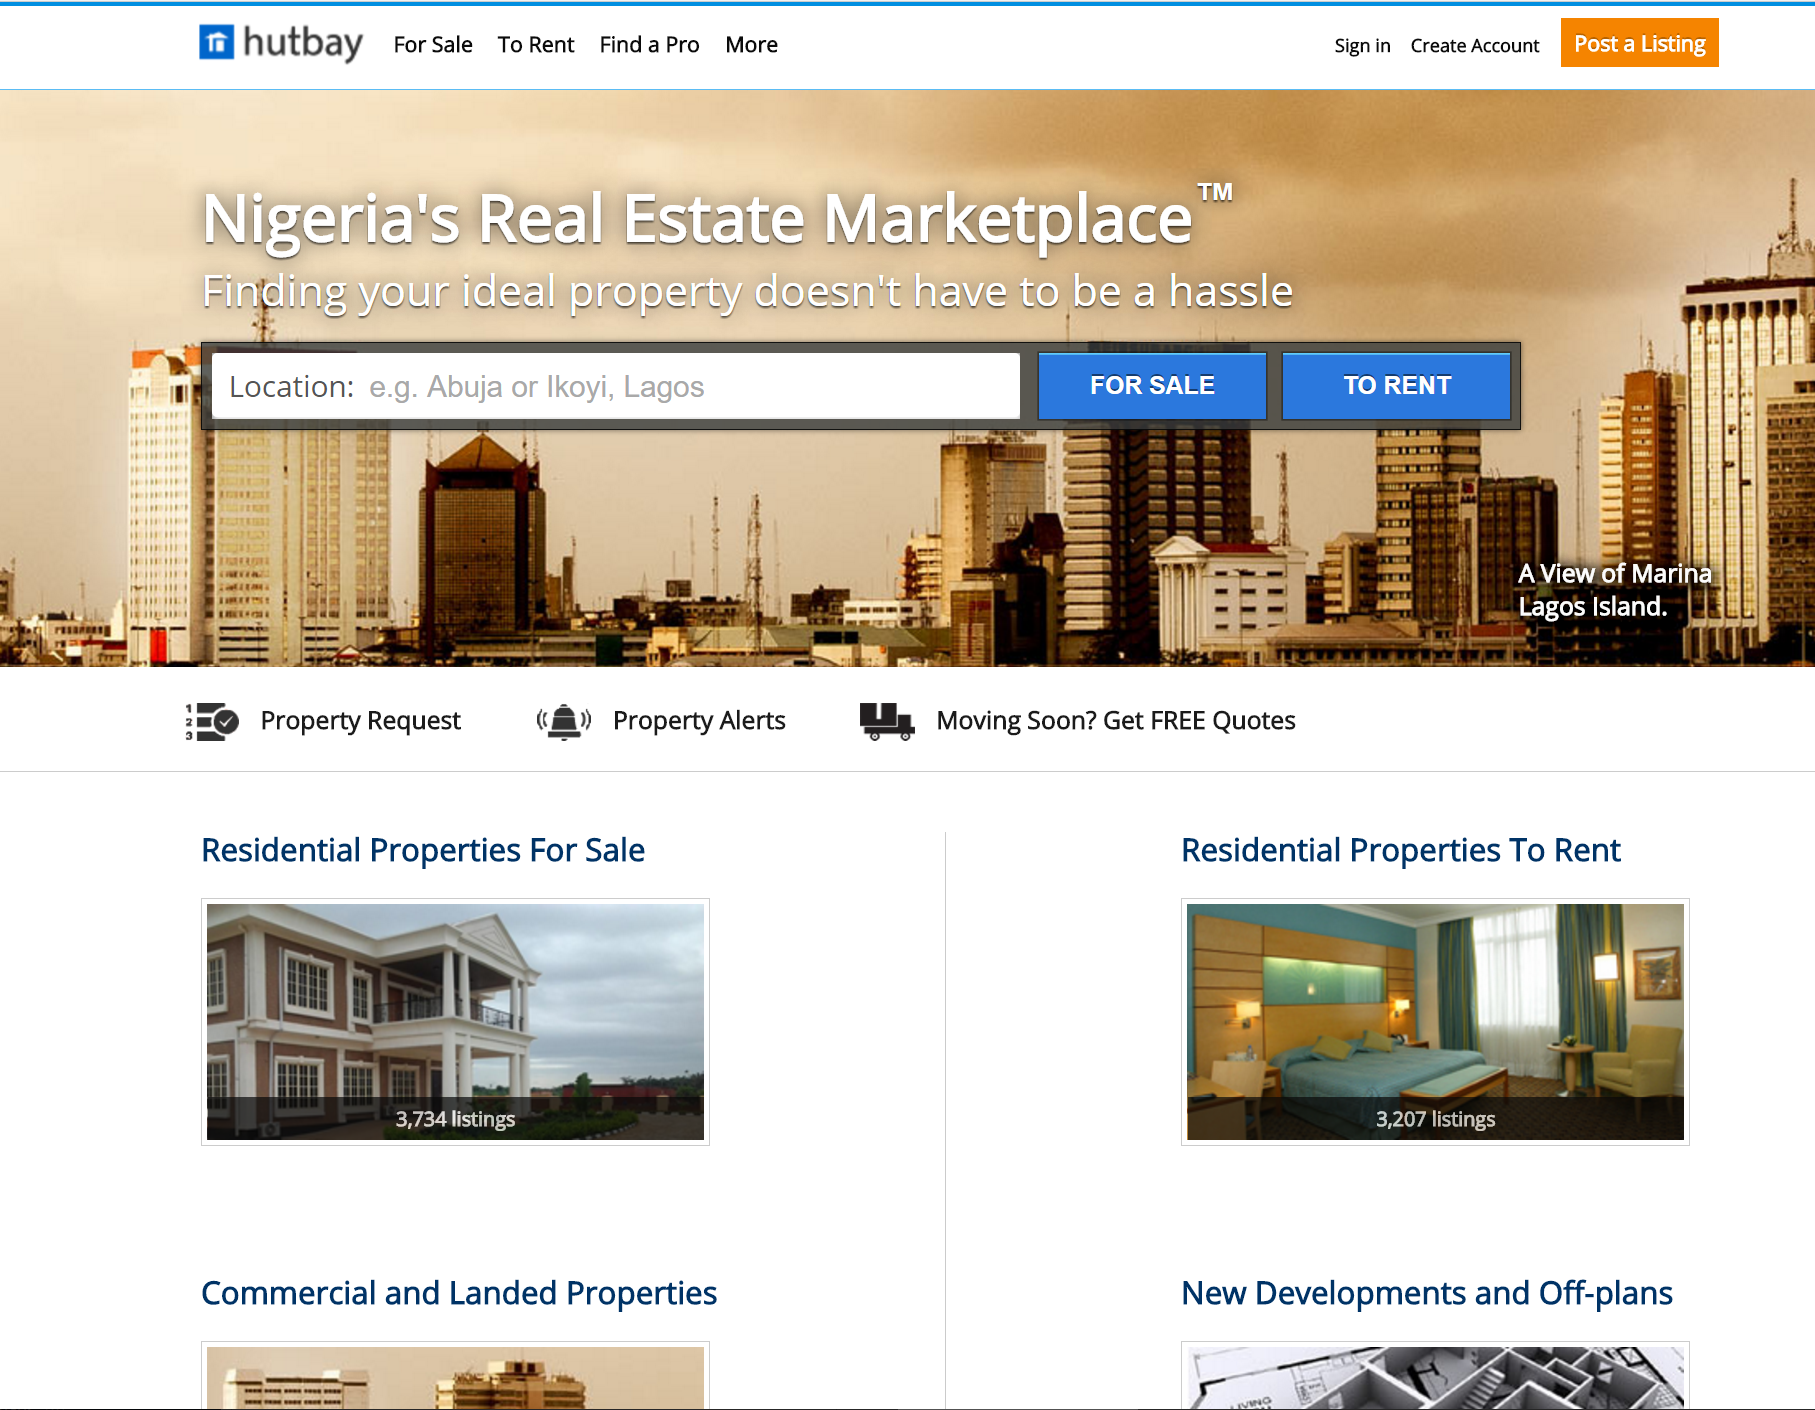 hutbay
For Sale
To Rent
Find a Pro
More
Sign in
Create Account
Post a Listing
Nigeria's Real Estate Marketplace™
Finding your ideal property doesn't have to be a hassle
Location: e.g. Abuja or Ikoyi, Lagos
FOR SALE
TO RENT
A View of Marina
Lagos Island.
1
2
3
Property Request
Property Alerts
Moving Soon? Get FREE Quotes
Residential Properties For Sale
3,734 listings
Residential Properties To Rent
3,207 listings
Commercial and Landed Properties
New Developments and Off-plans
LIVING